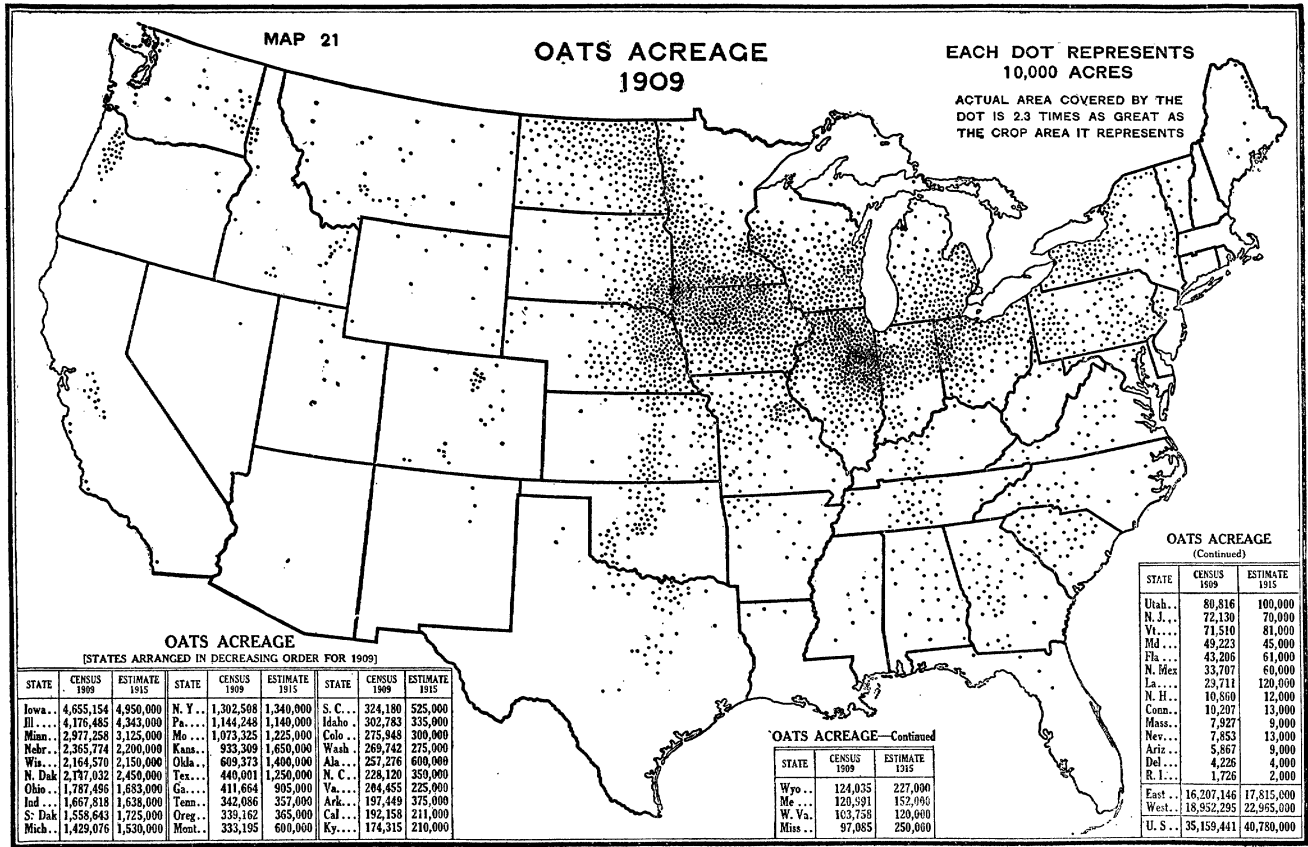 MAP 21
OATS ACREAGE
1909
EACH DOT REPRESENTS
10,000 ACRES
ACTUAL AREA COVERED BY THE
DOT IS 2.3 TIMES AS GREAT AS
THE CROP AREA IT REPRESENTS
OATS ACREAGE
[STATES ARRANGED IN DECREASING ORDER FOR 1909]
STATE CENSUS 1909 ESTIMATE 1915 STATE CENSUS 1909 ESTIMATE 1915 STATE CENSUS 1909 ESTIMATE 1915
Iowa.. 4,655,154 4,950,000 N. Y.. 1,302,508 1,340,000 S. C... 324,180 525,000
Ill .... 4,176,485 4,343,000 Pa.... 1,144,248 1,140,000 Idaho . 302,783 335,000
Minn.. 2,977,258 3,125,000 Mo ... 1,073,325 1,225,000 Colo .. 275,948 300,000
Nebr.. 2,365,774 2,200,000 Kans.. 933,309 1,650,000 Wash . 269,742 275,000
Wis... 2,164,570 2,150,000 Okla.. 609,373 1,400,000 Ala.... 257,276 600,000
N. Dak 2,147,032 2,450,000 Tex... 440,001 1,250,000 N. C.. 228,120 350,000
Ohio.. 1,787,496 1,683,000 Ga.... 411,664 905,000 Va.... 204,455 225,000
Ind ... 1,667,818 1,638,000 Tenn.. 342,086 357,000 Ark... 197,449 375,000
S. Dak 1,558,643 1,725,000 Oreg.. 339,162 365,000 Cal ... 192,158 211,000
Mich.. 1,429,076 1,530,000 Mont.. 333,195 600,000 Ky.... 174,315 210,000
OATS ACREAGE—Continued
STATE CENSUS 1909 ESTIMATE 1915
Wyo .. 124,035 227,000
Me ... 120,991 152,000
W. Va. 103,758 120,000
Miss .. 97,085 250,000
OATS ACREAGE
(Continued)
STATE CENSUS 1909 ESTIMATE 1915
Utah.. 80,816 100,000
N. J... 72,130 70,000
Vt.... 71,510 81,000
Md ... 49,223 45,000
Fla ... 43,206 61,000
N. Mex 33,707 60,000
La.... 29,711 120,000
N. H.. 10,860 12,000
Conn.. 10,207 13,000
Mass.. 7,927 9,000
Nev... 7,853 13,000
Ariz .. 5,867 9,000
Del ... 4,226 4,000
R. I... 1,726 2,000
East .. 16,207,146 17,815,000
West.. 18,952,295 22,965,000
U. S .. 35,159,441 40,780,000